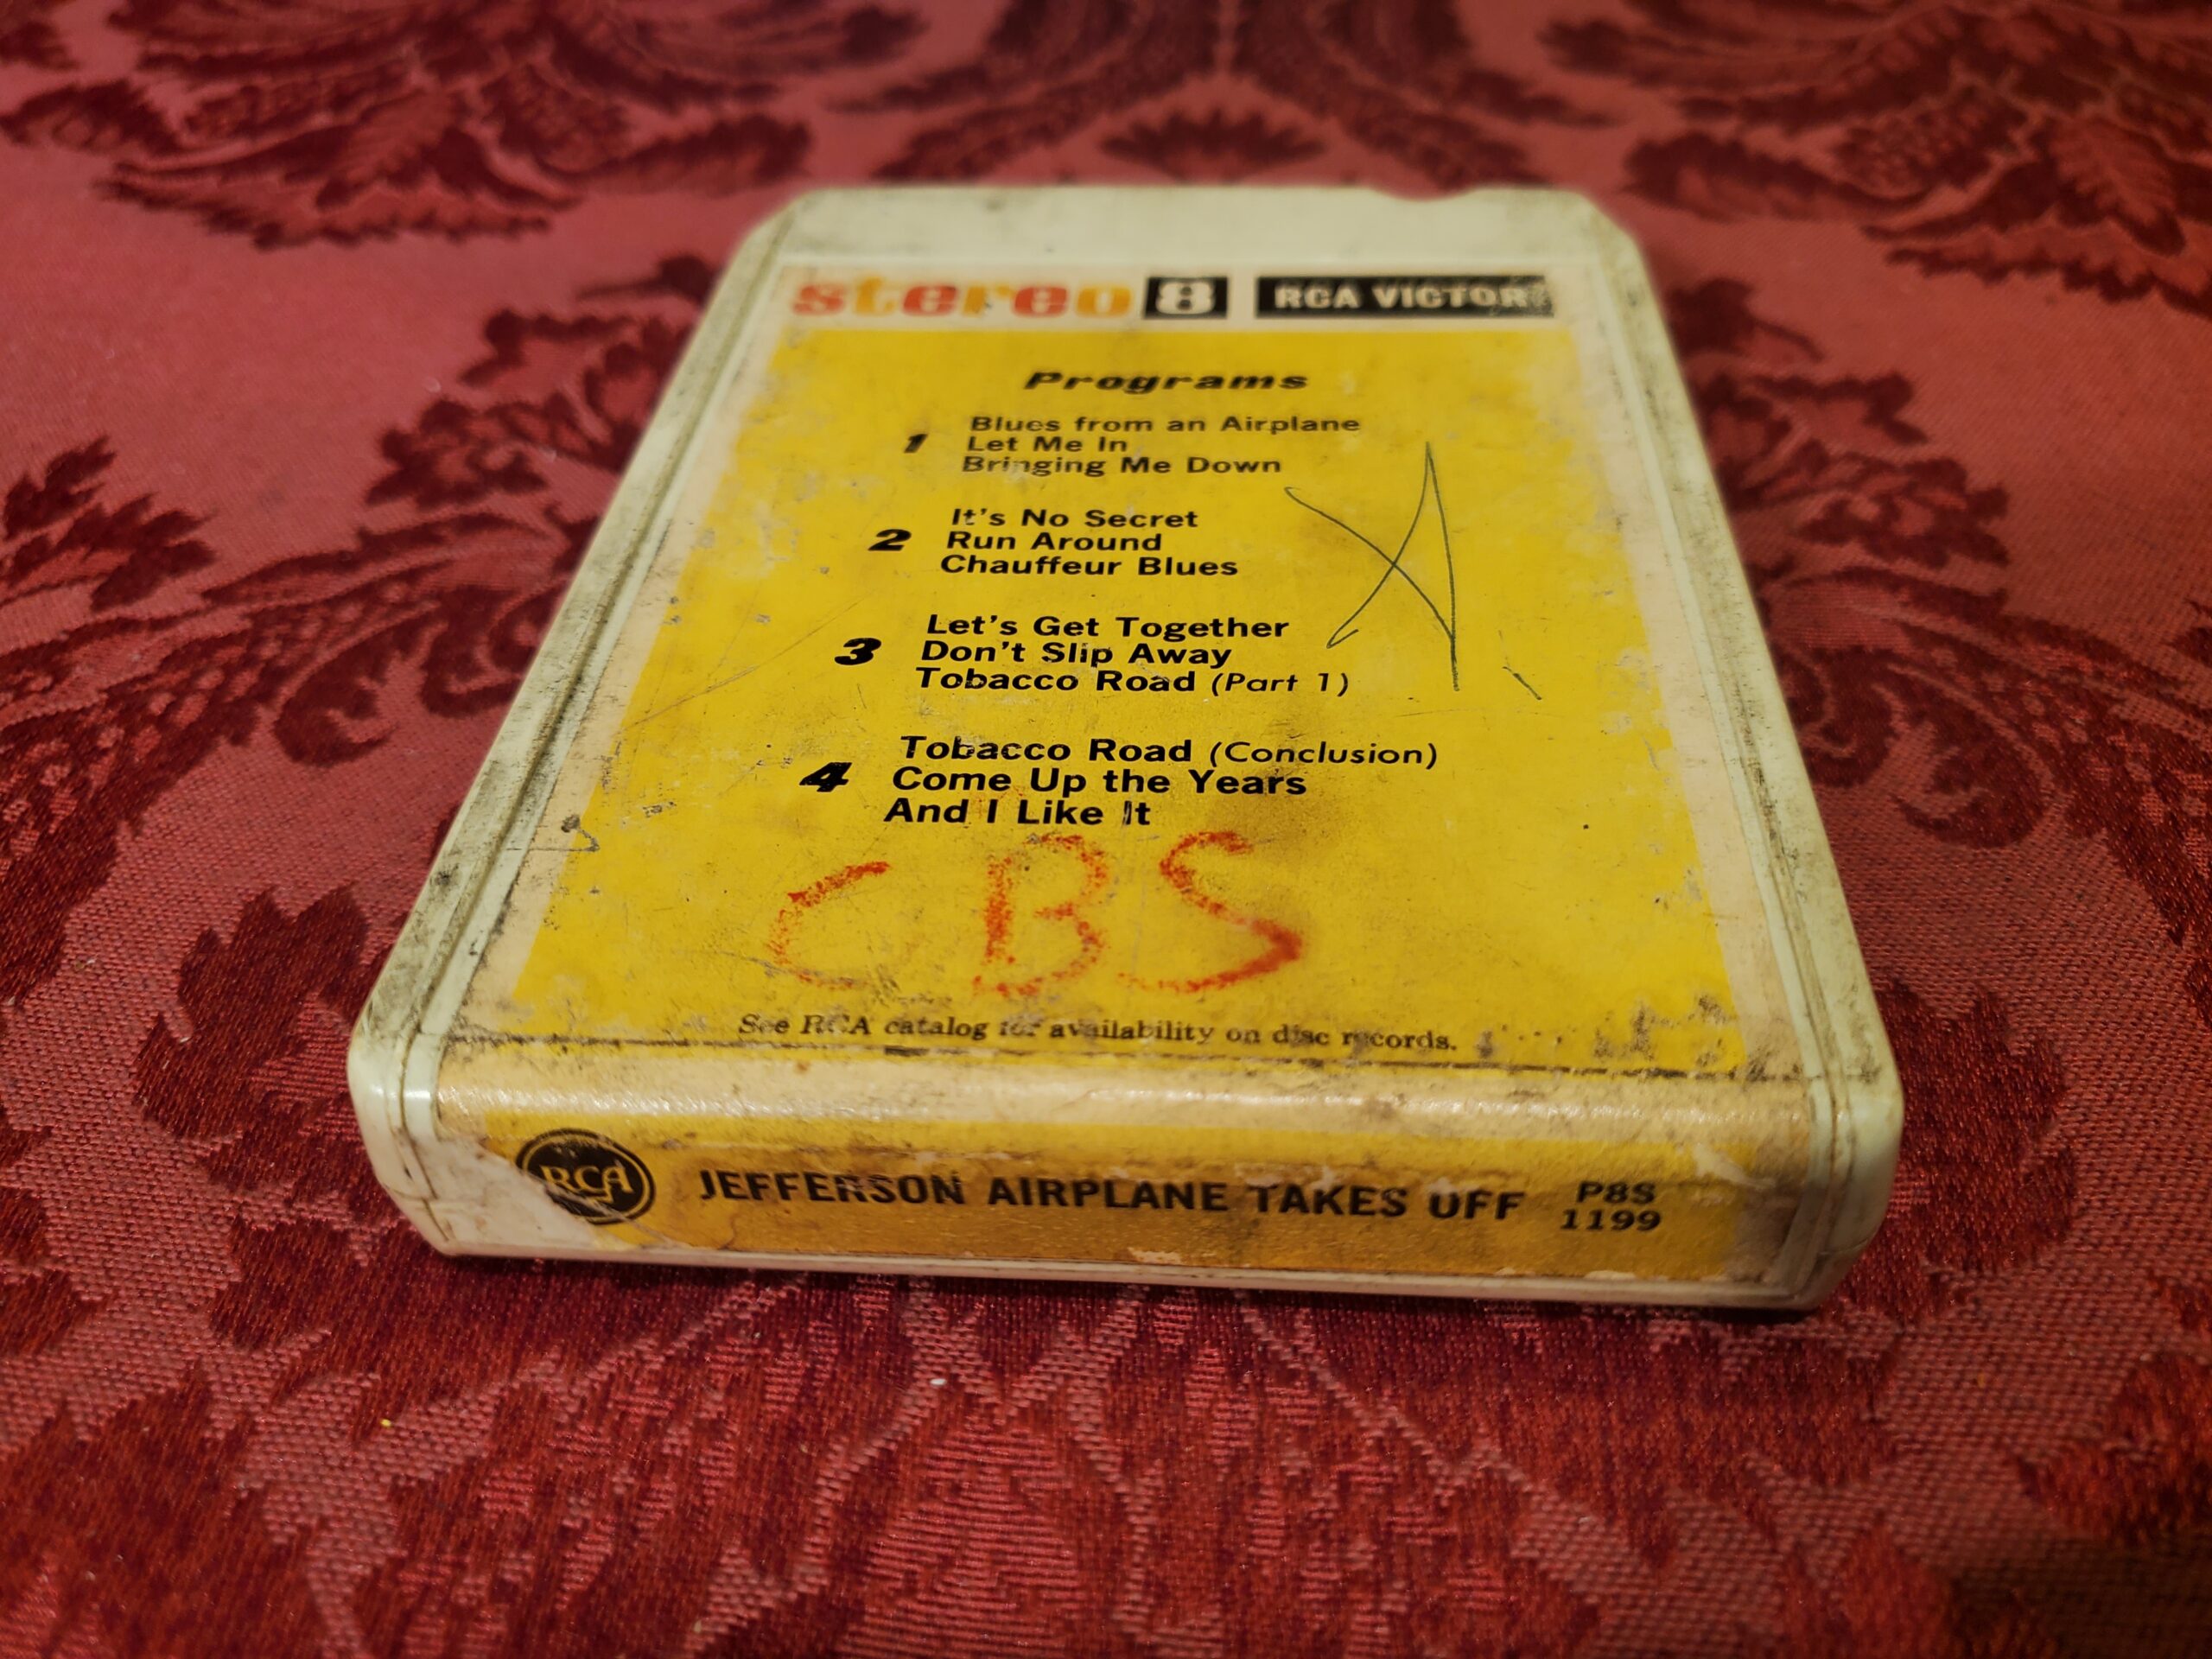 stereo 8 RCA VICTOR
Programs
1
Blues from an Airplane
Let Me In
Bringing Me Down
2
It's No Secret
Run Around
Chauffeur Blues
3
Let's Get Together
Don't Slip Away
Tobacco Road (Part 1)
4
Tobacco Road (Conclusion)
Come Up the Years
And I Like It
CBS
See RCA catalog for availability on disc records.
RCA JEFFERSON AIRPLANE TAKES OFF P8S
1199